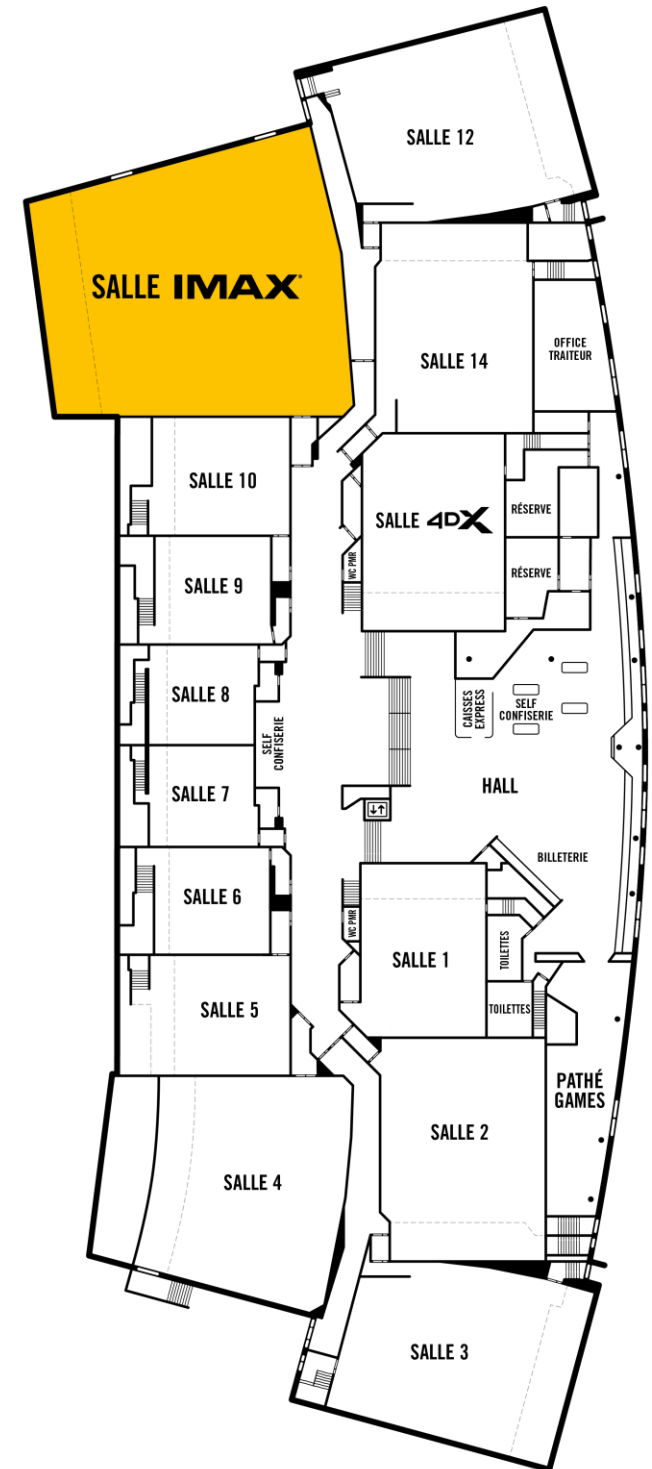 SALLE 12
SALLE IMAX®
OFFICE
TRAITEUR
SALLE 14
SALLE 10
SALLE 4DX
RÉSERVE
WC PMR
RÉSERVE
SALLE 9
SALLE 8
SELF
CONFISERIE
CAISSES
EXPRESS
SELF
CONFISERIE
SALLE 7
HALL
BILLETERIE
SALLE 6
WC PMR
SALLE 1
TOILETTES
SALLE 5
TOILETTES
PATHÉ
GAMES
SALLE 2
SALLE 4
SALLE 3